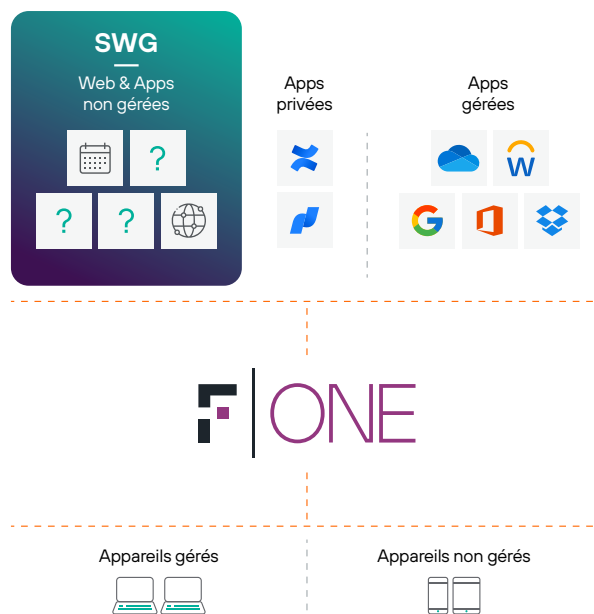 SWG
Web & Apps
non gérées
Apps
privées
Apps
gérées
?
W
?
?
F|ONE
Appareils gérés
Appareils non gérés